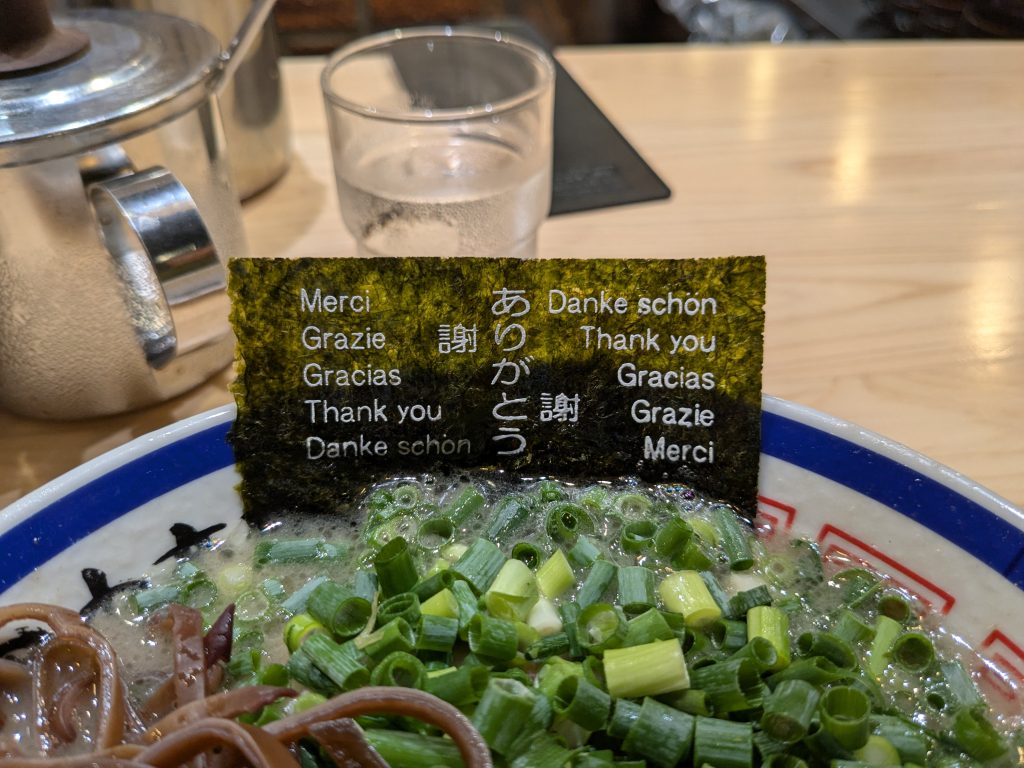 Merci
Grazie
Gracias
Thank you
Danke schön
謝
ありがとう
謝
Danke schön
Thank you
Gracias
Grazie
Merci